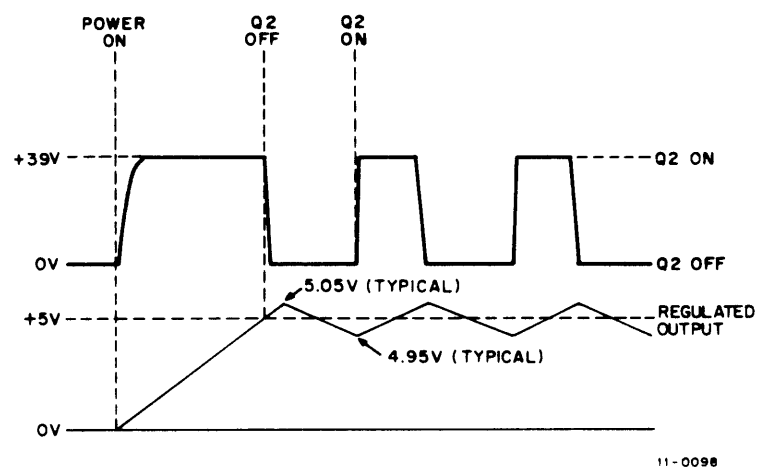 POWER
ON
Q2
OFF
Q2
ON
+39V
Q2 ON
0V
Q2 OFF
5.05V (TYPICAL)
+5V
REGULATED
OUTPUT
4.95V (TYPICAL)
0V
11-0098